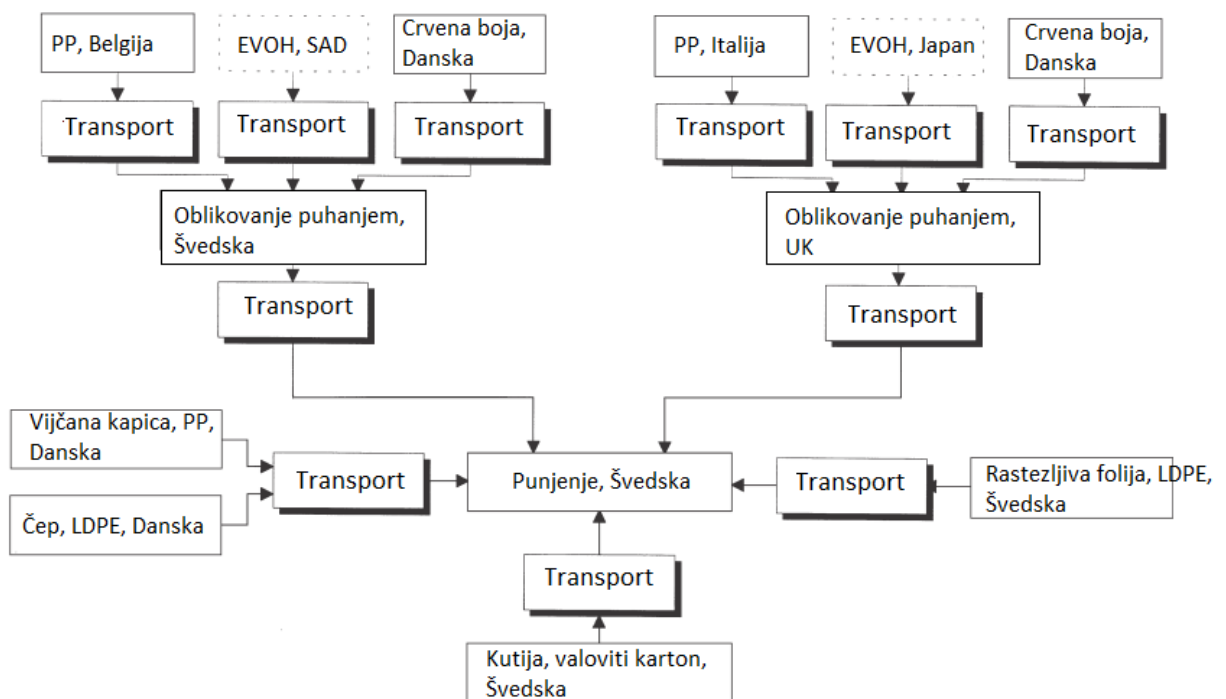 PP, Belgija
EVOH, SAD
Crvena boja,
Danska
PP, Italija
EVOH, Japan
Crvena boja,
Danska
Transport
Transport
Transport
Transport
Transport
Transport
Oblikovanje puhanjem,
Švedska
Oblikovanje puhanjem,
UK
Transport
Transport
Vijčana kapica, PP,
Danska
Čep, LDPE, Danska
Transport
Punjenje, Švedska
Transport
Rastezljiva folija, LDPE,
Švedska
Transport
Kutija, valoviti karton,
Švedska